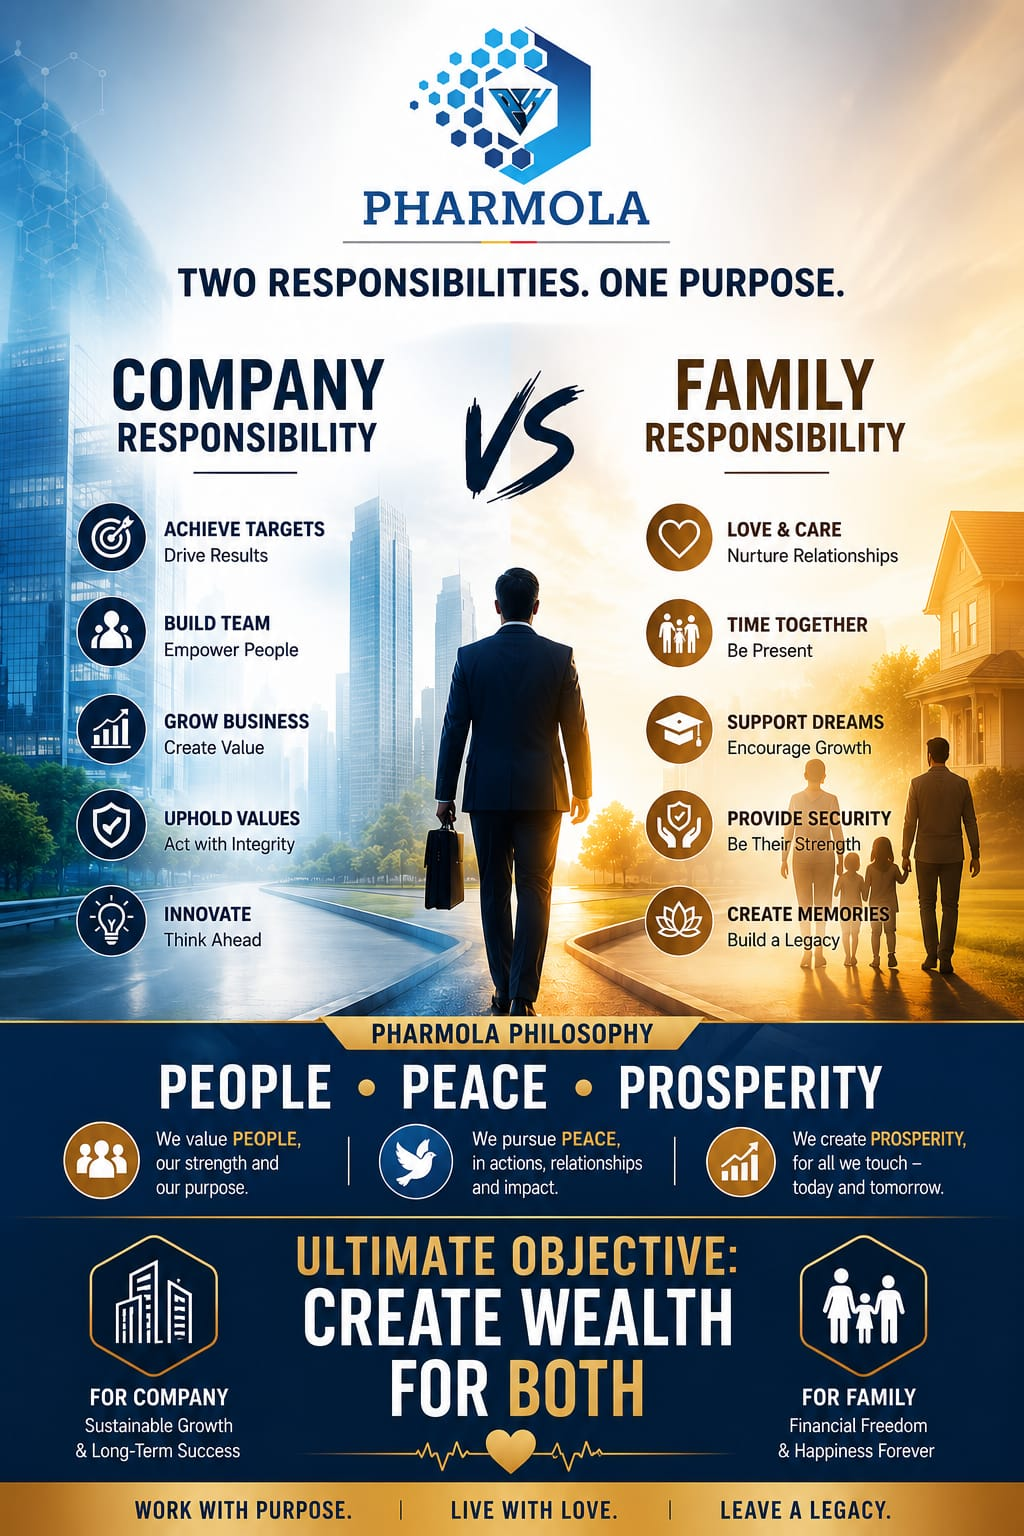 PHARMOLA
TWO RESPONSIBILITIES. ONE PURPOSE.
COMPANY
RESPONSIBILITY
VS
FAMILY
RESPONSIBILITY
ACHIEVE TARGETS
Drive Results
BUILD TEAM
Empower People
GROW BUSINESS
Create Value
UPHOLD VALUES
Act with Integrity
INNOVATE
Think Ahead
LOVE & CARE
Nurture Relationships
TIME TOGETHER
Be Present
SUPPORT DREAMS
Encourage Growth
PROVIDE SECURITY
Be Their Strength
CREATE MEMORIES
Build a Legacy
PHARMOLA PHILOSOPHY
PEOPLE • PEACE • PROSPERITY
We value PEOPLE,
our strength and
our purpose.
We pursue PEACE,
in actions, relationships
and impact.
We create PROSPERITY,
for all we touch –
today and tomorrow.
ULTIMATE OBJECTIVE:
CREATE WEALTH
FOR BOTH
FOR COMPANY
Sustainable Growth
& Long-Term Success
FOR FAMILY
Financial Freedom
& Happiness Forever
WORK WITH PURPOSE. | LIVE WITH LOVE. | LEAVE A LEGACY.